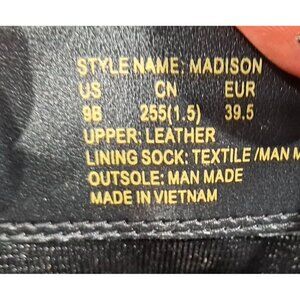 STYLE NAME: MADISON
US CN EUR
9B 255(1.5) 39.5
UPPER: LEATHER
LINING SOCK: TEXTILE /MAN M
OUTSOLE: MAN MADE
MADE IN VIETNAM